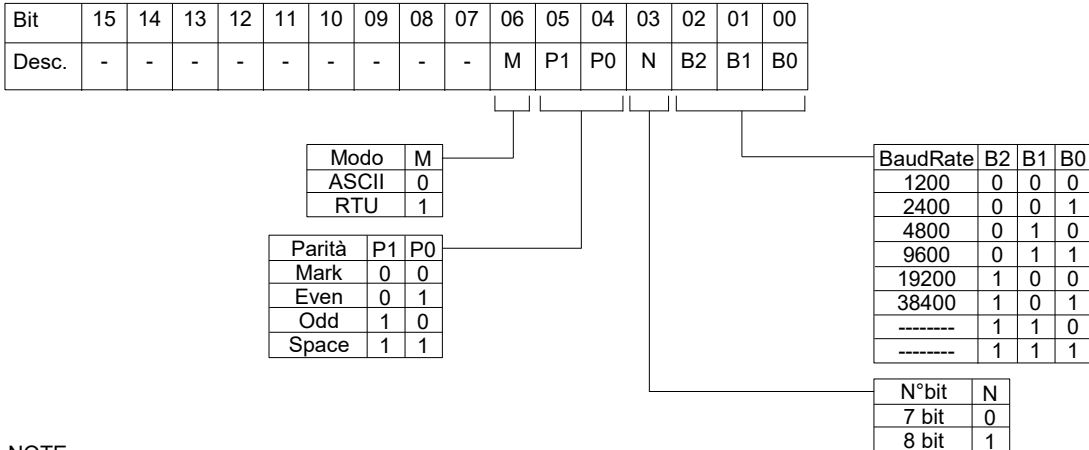 Bit 15 14 13 12 11 10 09 08 07 06 05 04 03 02 01 00
Desc. - - - - - - - - - M P1 P0 N B2 B1 B0
Modo M
ASCII 0
RTU 1
Parità P1 P0
Mark 0 0
Even 0 1
Odd 1 0
Space 1 1
BaudRate B2 B1 B0
1200 0 0 0
2400 0 0 1
4800 0 1 0
9600 0 1 1
19200 1 0 0
38400 1 0 1
-------- 1 1 0
-------- 1 1 1
N°bit N
7 bit 0
8 bit 1
NOTE